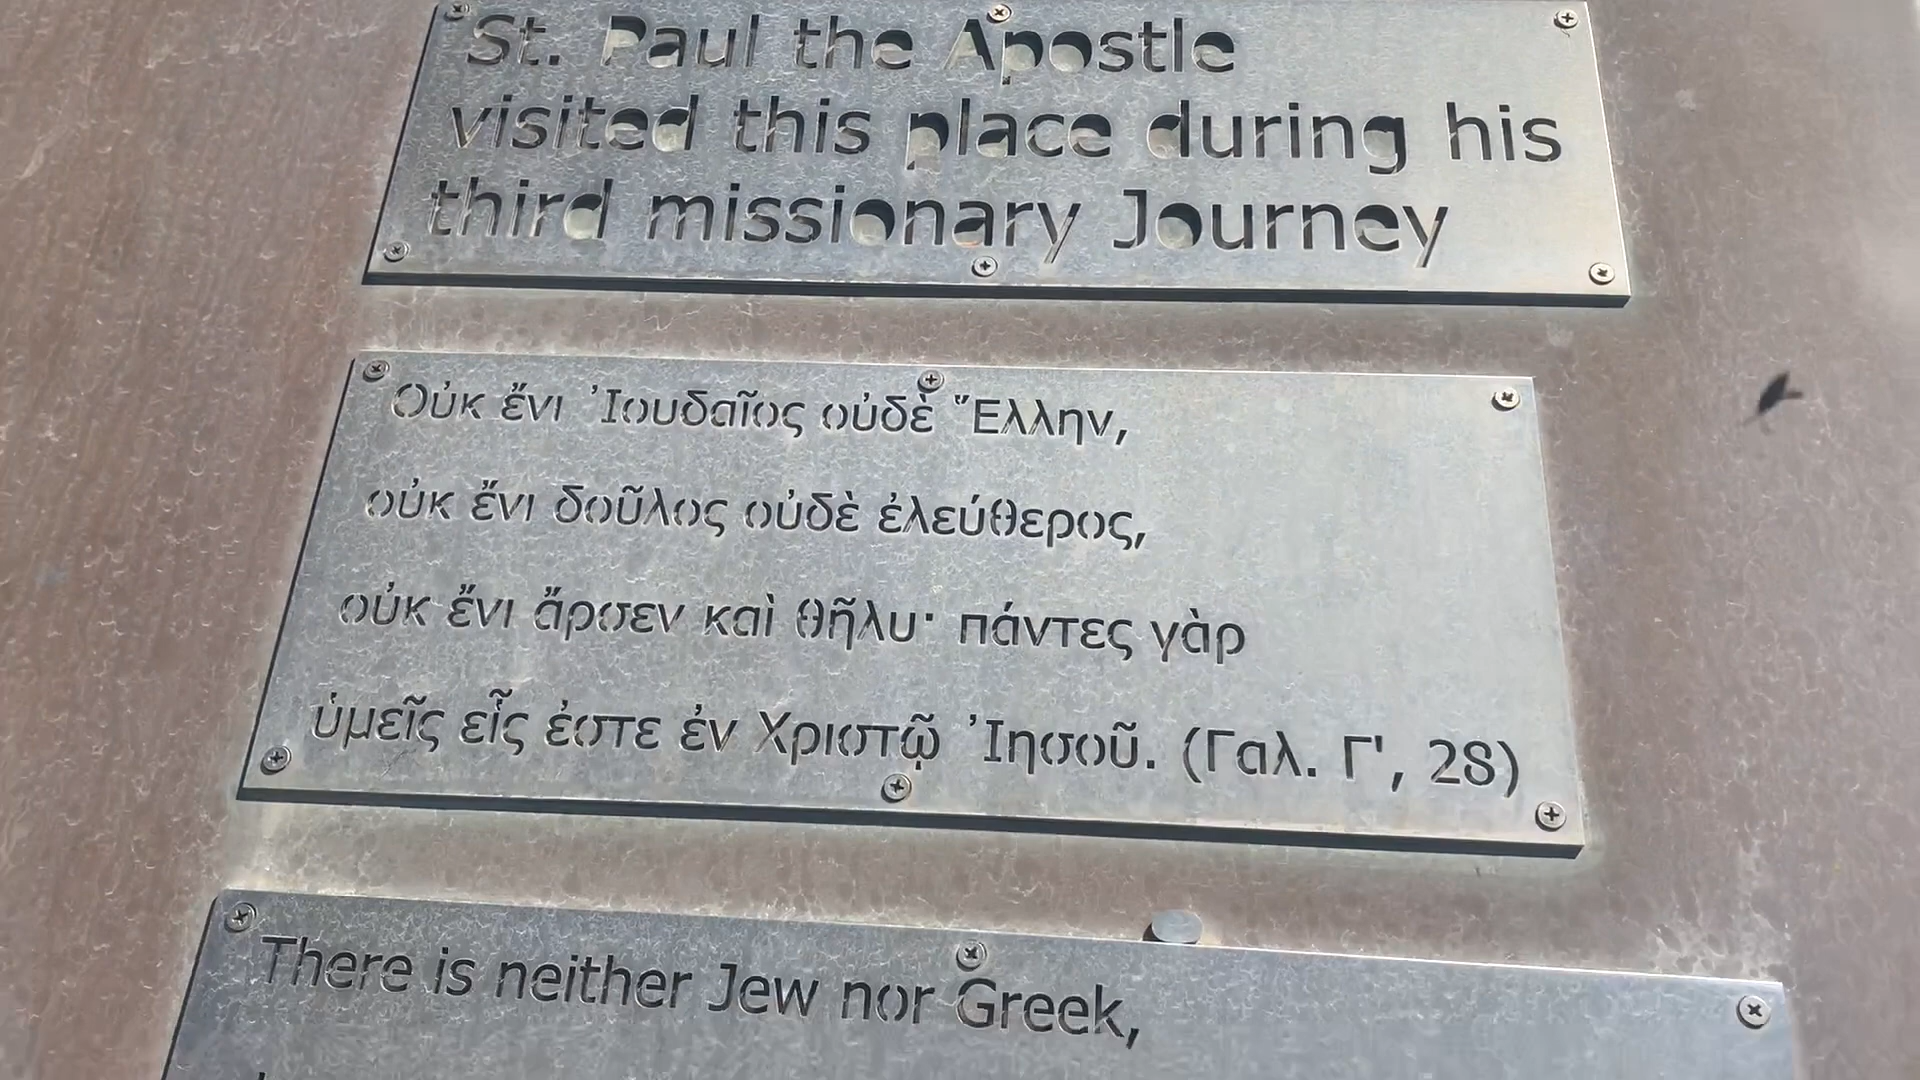 St. Paul the Apostle
visited this place during his
third missionary Journey
Οὐκ ἔνι Ἰουδαῖος οὐδὲ Ἕλλην,
οὐκ ἔνι δοῦλος οὐδὲ ἐλεύθερος,
οὐκ ἔνι ἄρσεν καὶ θῆλυ· πάντες γὰρ
ὑμεῖς εἷς ἐστε ἐν Χριστῷ Ἰησοῦ. (Γαλ. Γ', 28)
There is neither Jew nor Greek,